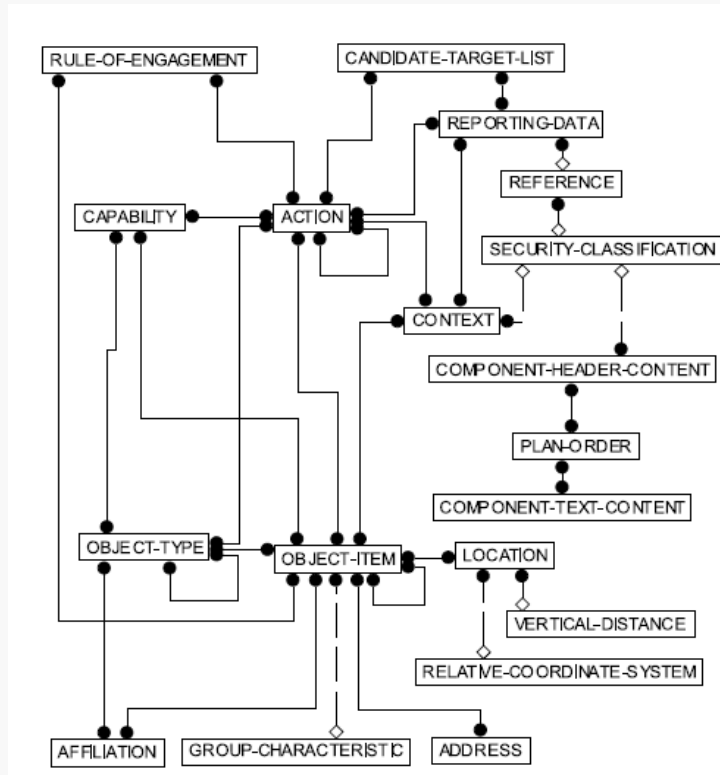 RULE-OF-ENGAGEMENT
CANDIDATE-TARGET-LIST
REPORTING-DATA
REFERENCE
CAPABILITY
ACTION
SECURITY-CLASSIFICATION
CONTEXT
COMPONENT-HEADER-CONTENT
PLAN-ORDER
COMPONENT-TEXT-CONTENT
OBJECT-TYPE
OBJECT-ITEM
LOCATION
VERTICAL-DISTANCE
RELATIVE-COORDINATE-SYSTEM
AFFILIATION
GROUP-CHARACTERISTIC
ADDRESS